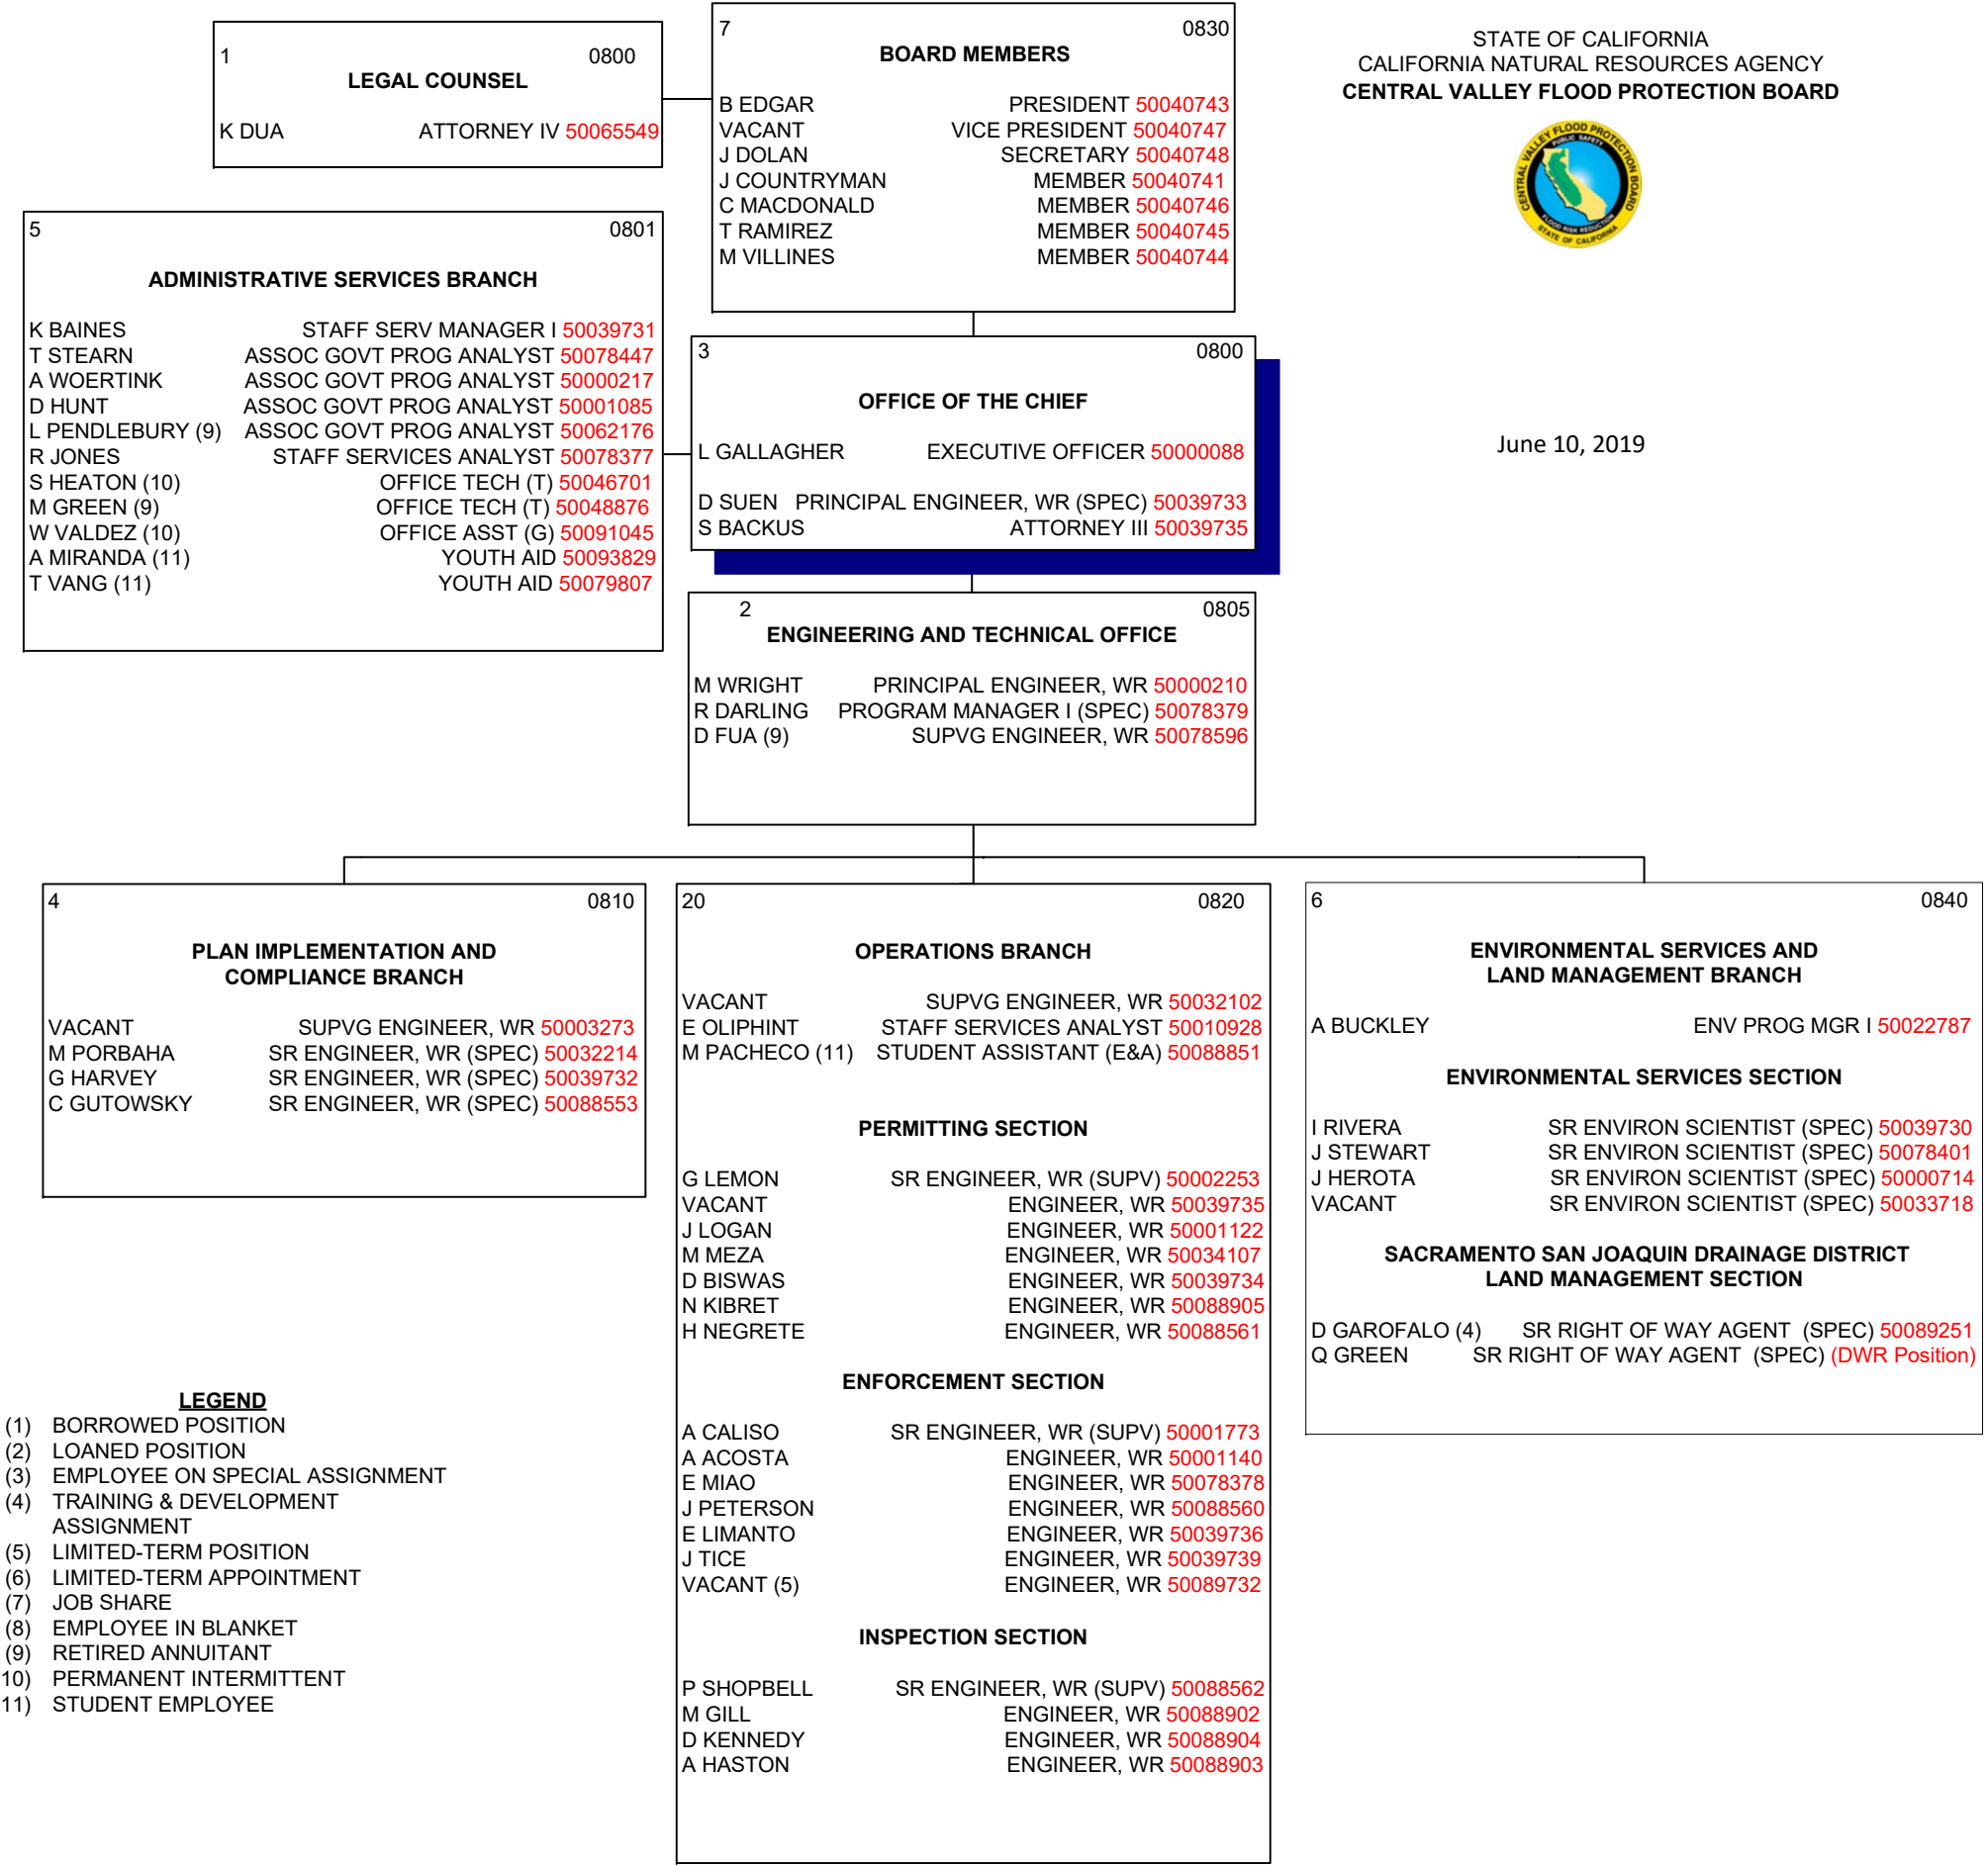 1 0800
LEGAL COUNSEL
K DUA ATTORNEY IV 50065549
7 0830
BOARD MEMBERS
B EDGAR PRESIDENT 50040743
VACANT VICE PRESIDENT 50040747
J DOLAN SECRETARY 50040748
J COUNTRYMAN MEMBER 50040741
C MACDONALD MEMBER 50040746
T RAMIREZ MEMBER 50040745
M VILLINES MEMBER 50040744
STATE OF CALIFORNIA
CALIFORNIA NATURAL RESOURCES AGENCY
CENTRAL VALLEY FLOOD PROTECTION BOARD
CENTRAL VALLEY FLOOD PROTECTION BOARD
PUBLIC SAFETY
FLOOD RISK REDUCTION
STATE OF CALIFORNIA
June 10, 2019
5 0801
ADMINISTRATIVE SERVICES BRANCH
K BAINES STAFF SERV MANAGER I 50039731
T STEARN ASSOC GOVT PROG ANALYST 50078447
A WOERTINK ASSOC GOVT PROG ANALYST 50000217
D HUNT ASSOC GOVT PROG ANALYST 50001085
L PENDLEBURY (9) ASSOC GOVT PROG ANALYST 50062176
R JONES STAFF SERVICES ANALYST 50078377
S HEATON (10) OFFICE TECH (T) 50046701
M GREEN (9) OFFICE TECH (T) 50048876
W VALDEZ (10) OFFICE ASST (G) 50091045
A MIRANDA (11) YOUTH AID 50093829
T VANG (11) YOUTH AID 50079807
3 0800
OFFICE OF THE CHIEF
L GALLAGHER EXECUTIVE OFFICER 50000088
D SUEN PRINCIPAL ENGINEER, WR (SPEC) 50039733
S BACKUS ATTORNEY III 50039735
2 0805
ENGINEERING AND TECHNICAL OFFICE
M WRIGHT PRINCIPAL ENGINEER, WR 50000210
R DARLING PROGRAM MANAGER I (SPEC) 50078379
D FUA (9) SUPVG ENGINEER, WR 50078596
4 0810
PLAN IMPLEMENTATION AND
COMPLIANCE BRANCH
VACANT SUPVG ENGINEER, WR 50003273
M PORBAHA SR ENGINEER, WR (SPEC) 50032214
G HARVEY SR ENGINEER, WR (SPEC) 50039732
C GUTOWSKY SR ENGINEER, WR (SPEC) 50088553
20 0820
OPERATIONS BRANCH
VACANT SUPVG ENGINEER, WR 50032102
E OLIPHINT STAFF SERVICES ANALYST 50010928
M PACHECO (11) STUDENT ASSISTANT (E&A) 50088851
PERMITTING SECTION
G LEMON SR ENGINEER, WR (SUPV) 50002253
VACANT ENGINEER, WR 50039735
J LOGAN ENGINEER, WR 50001122
M MEZA ENGINEER, WR 50034107
D BISWAS ENGINEER, WR 50039734
N KIBRET ENGINEER, WR 50088905
H NEGRETE ENGINEER, WR 50088561
ENFORCEMENT SECTION
A CALISO SR ENGINEER, WR (SUPV) 50001773
A ACOSTA ENGINEER, WR 50001140
E MIAO ENGINEER, WR 50078378
J PETERSON ENGINEER, WR 50088560
E LIMANTO ENGINEER, WR 50039736
J TICE ENGINEER, WR 50039739
VACANT (5) ENGINEER, WR 50089732
INSPECTION SECTION
P SHOPBELL SR ENGINEER, WR (SUPV) 50088562
M GILL ENGINEER, WR 50088902
D KENNEDY ENGINEER, WR 50088904
A HASTON ENGINEER, WR 50088903
6 0840
ENVIRONMENTAL SERVICES AND
LAND MANAGEMENT BRANCH
A BUCKLEY ENV PROG MGR I 50022787
ENVIRONMENTAL SERVICES SECTION
I RIVERA SR ENVIRON SCIENTIST (SPEC) 50039730
J STEWART SR ENVIRON SCIENTIST (SPEC) 50078401
J HEROTA SR ENVIRON SCIENTIST (SPEC) 50000714
VACANT SR ENVIRON SCIENTIST (SPEC) 50033718
SACRAMENTO SAN JOAQUIN DRAINAGE DISTRICT
LAND MANAGEMENT SECTION
D GAROFALO (4) SR RIGHT OF WAY AGENT (SPEC) 50089251
Q GREEN SR RIGHT OF WAY AGENT (SPEC) (DWR Position)
LEGEND
(1) BORROWED POSITION
(2) LOANED POSITION
(3) EMPLOYEE ON SPECIAL ASSIGNMENT
(4) TRAINING & DEVELOPMENT
ASSIGNMENT
(5) LIMITED-TERM POSITION
(6) LIMITED-TERM APPOINTMENT
(7) JOB SHARE
(8) EMPLOYEE IN BLANKET
(9) RETIRED ANNUITANT
10) PERMANENT INTERMITTENT
11) STUDENT EMPLOYEE